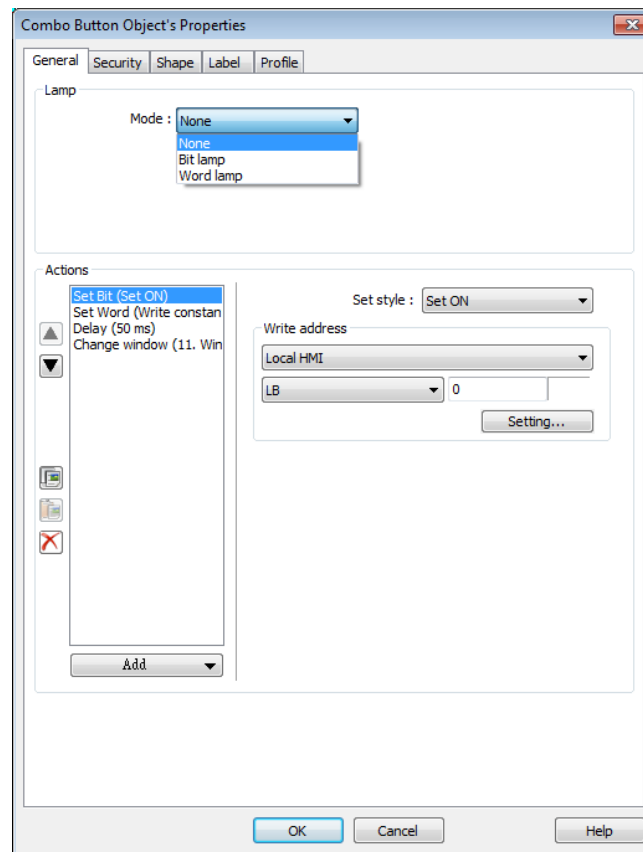 Combo Button Object's Properties
General Security Shape Label Profile
Lamp
Mode : None
None
Bit lamp
Word lamp
Actions
Set Bit (Set ON)
Set Word (Write constan
Delay (50 ms)
Change window (11. Win
Set style : Set ON
Write address
Local HMI
LB 0
Setting...
Add
OK Cancel Help